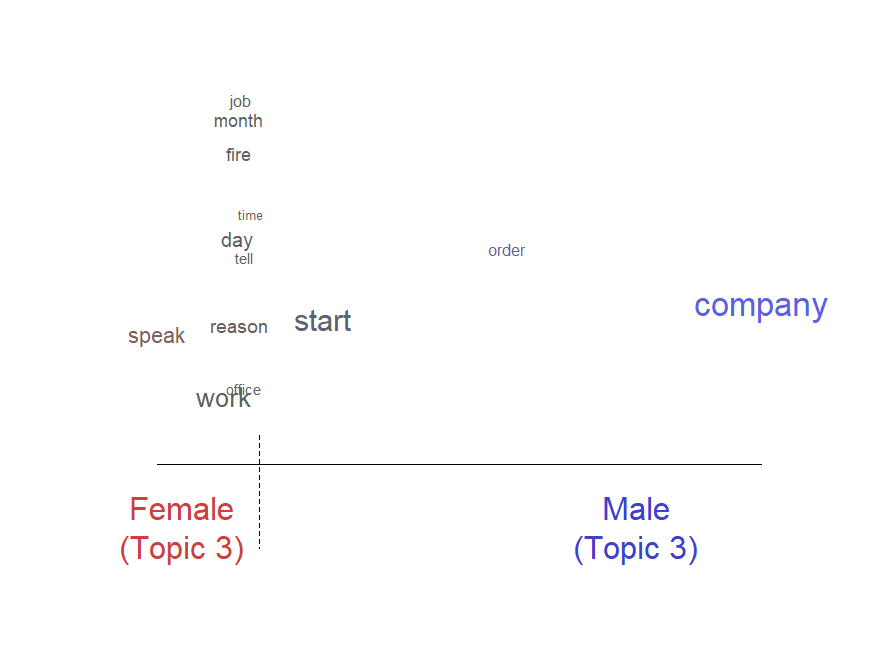 job
month
fire
time
day
tell
order
company
start
reason
speak
office
work
Female
(Topic 3)
Male
(Topic 3)